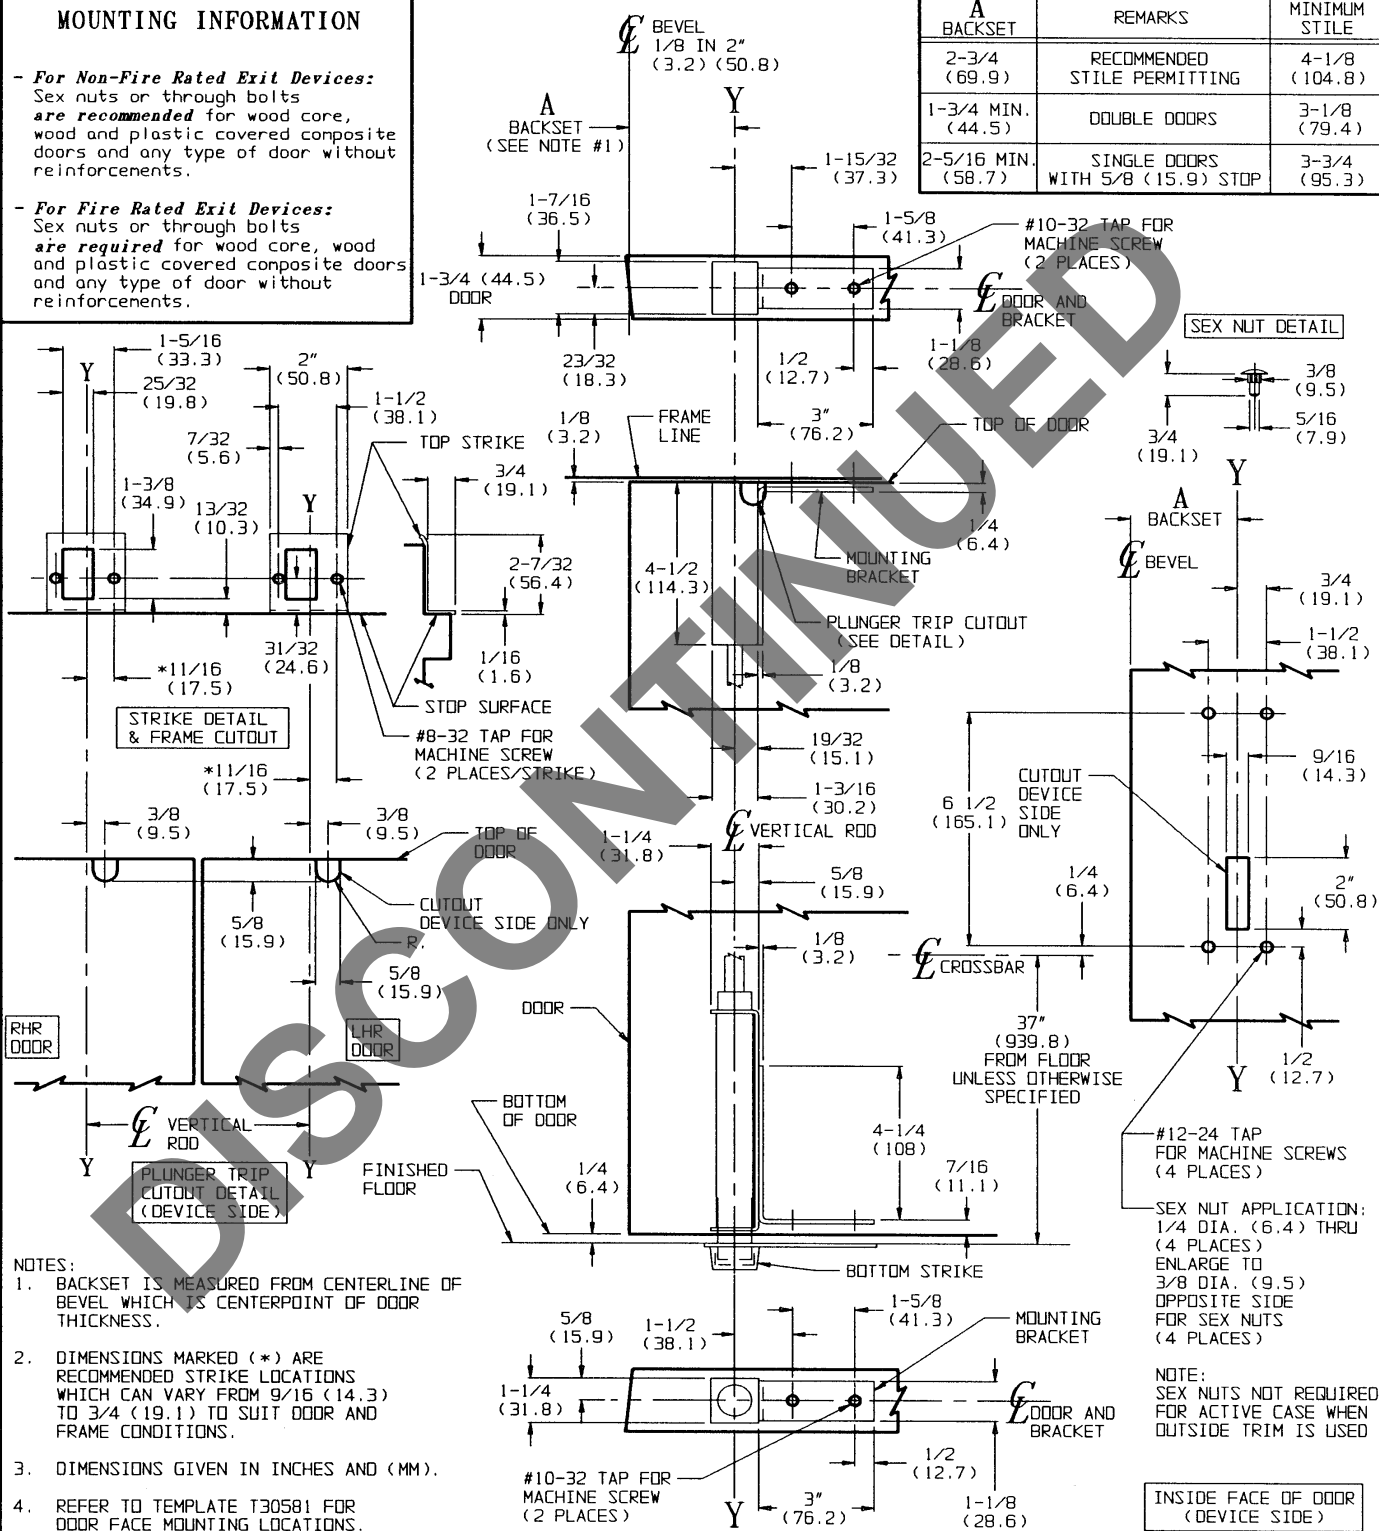 MOUNTING INFORMATION
- For Non-Fire Rated Exit Devices:
Sex nuts or through bolts
are recommended for wood core,
wood and plastic covered composite
doors and any type of door without
reinforcements.
- For Fire Rated Exit Devices:
Sex nuts or through bolts
are required for wood core, wood
and plastic covered composite doors
and any type of door without
reinforcements.
℄ BEVEL
1/8 IN 2"
(3.2) (50.8)
A
BACKSET
(SEE NOTE #1)
Y
1-15/32
(37.3)
1-7/16
(36.5)
1-5/8
(41.3)
1-3/4 (44.5)
DOOR
#10-32 TAP FOR
MACHINE SCREW
(2 PLACES)
℄ DOOR AND
BRACKET
23/32
(18.3)
1/2
(12.7)
1-1/8
(28.6)
3"
(76.2)
A
BACKSET
REMARKS
MINIMUM
STILE
2-3/4
(69.9)
RECOMMENDED
STILE PERMITTING
4-1/8
(104.8)
1-3/4 MIN.
(44.5)
DOUBLE DOORS
3-1/8
(79.4)
2-5/16 MIN.
(58.7)
SINGLE DOORS
WITH 5/8 (15.9) STOP
3-3/4
(95.3)
SEX NUT DETAIL
3/8
(9.5)
5/16
(7.9)
3/4
(19.1)
1-5/16
(33.3)
Y
25/32
(19.8)
2"
(50.8)
1-1/2
(38.1)
7/32
(5.6)
TOP STRIKE
3/4
(19.1)
1-3/8
(34.9)
13/32
(10.3)
Y
2-7/32
(56.4)
31/32
(24.6)
1/16
(1.6)
*11/16
(17.5)
STOP SURFACE
STRIKE DETAIL
& FRAME CUTOUT
#8-32 TAP FOR
MACHINE SCREW
(2 PLACES/STRIKE)
*11/16
(17.5)
1/8
(3.2)
FRAME
LINE
TOP OF DOOR
1/4
(6.4)
4-1/2
(114.3)
MOUNTING
BRACKET
PLUNGER TRIP CUTOUT
(SEE DETAIL)
1/8
(3.2)
19/32
(15.1)
1-3/16
(30.2)
℄ VERTICAL ROD
3/8
(9.5)
3/8
(9.5)
TOP OF
DOOR
5/8
(15.9)
CUTOUT
DEVICE SIDE ONLY
R.
5/8
(15.9)
RHR
DOOR
LHR
DOOR
℄ VERTICAL
ROD
Y
Y
PLUNGER TRIP
CUTOUT DETAIL
(DEVICE SIDE)
1-1/4
(31.8)
5/8
(15.9)
1/8
(3.2)
DOOR
℄ CROSSBAR
37"
(939.8)
FROM FLOOR
UNLESS OTHERWISE
SPECIFIED
BOTTOM
OF DOOR
FINISHED
FLOOR
1/4
(6.4)
4-1/4
(108)
7/16
(11.1)
BOTTOM STRIKE
5/8
(15.9)
1-1/2
(38.1)
1-5/8
(41.3)
MOUNTING
BRACKET
1-1/4
(31.8)
℄ DOOR AND
BRACKET
#10-32 TAP FOR
MACHINE SCREW
(2 PLACES)
Y
3"
(76.2)
1/2
(12.7)
1-1/8
(28.6)
Y
A
BACKSET
℄ BEVEL
3/4
(19.1)
1-1/2
(38.1)
CUTOUT
DEVICE
SIDE
ONLY
9/16
(14.3)
6 1/2
(165.1)
1/4
(6.4)
2"
(50.8)
1/2
(12.7)
Y
#12-24 TAP
FOR MACHINE SCREWS
(4 PLACES)
SEX NUT APPLICATION:
1/4 DIA. (6.4) THRU
(4 PLACES)
ENLARGE TO
3/8 DIA. (9.5)
OPPOSITE SIDE
FOR SEX NUTS
(4 PLACES)
NOTE:
SEX NUTS NOT REQUIRED
FOR ACTIVE CASE WHEN
OUTSIDE TRIM IS USED
INSIDE FACE OF DOOR
(DEVICE SIDE)
NOTES:
1. BACKSET IS MEASURED FROM CENTERLINE OF
BEVEL WHICH IS CENTERPOINT OF DOOR
THICKNESS.
2. DIMENSIONS MARKED (*) ARE
RECOMMENDED STRIKE LOCATIONS
WHICH CAN VARY FROM 9/16 (14.3)
TO 3/4 (19.1) TO SUIT DOOR AND
FRAME CONDITIONS.
3. DIMENSIONS GIVEN IN INCHES AND (MM).
4. REFER TO TEMPLATE T30581 FOR
DOOR FACE MOUNTING LOCATIONS.
DISCONTINUED